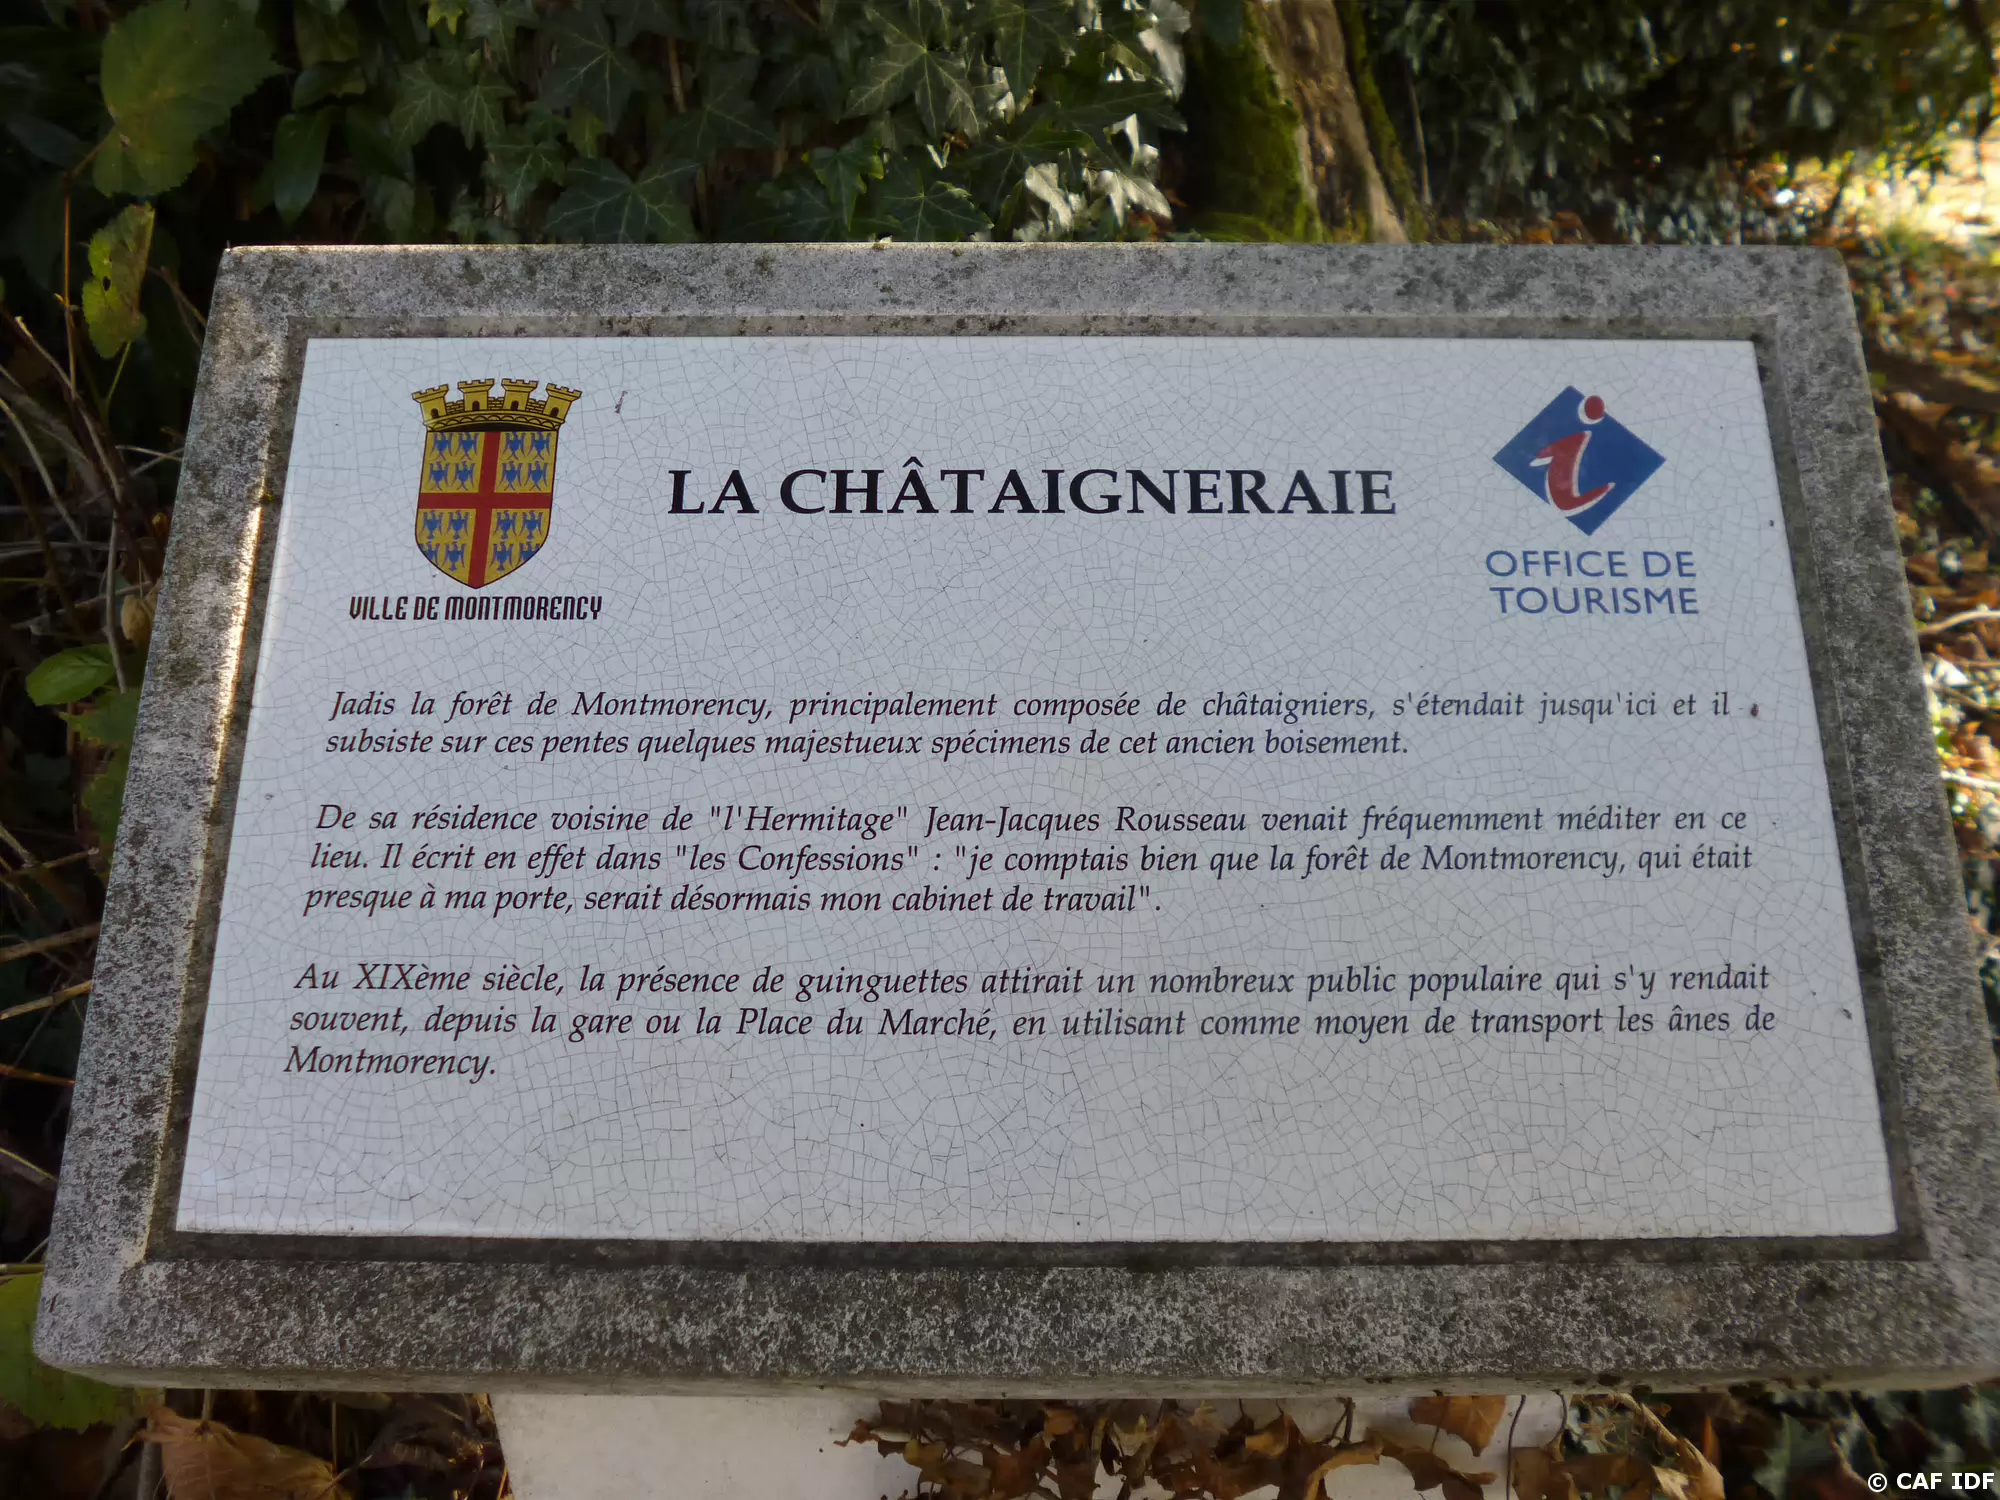 LA CHÂTAIGNERAIE
VILLE DE MONTMORENCY
OFFICE DE
TOURISME
Jadis la forêt de Montmorency, principalement composée de châtaigniers, s'étendait jusqu'ici et il
subsiste sur ces pentes quelques majestueux spécimens de cet ancien boisement.
De sa résidence voisine de "l'Hermitage" Jean-Jacques Rousseau venait fréquemment méditer en ce
lieu. Il écrit en effet dans "les Confessions" : "je comptais bien que la forêt de Montmorency, qui était
presque à ma porte, serait désormais mon cabinet de travail".
Au XIXème siècle, la présence de guinguettes attirait un nombreux public populaire qui s'y rendait
souvent, depuis la gare ou la Place du Marché, en utilisant comme moyen de transport les ânes de
Montmorency.
© CAF IDF